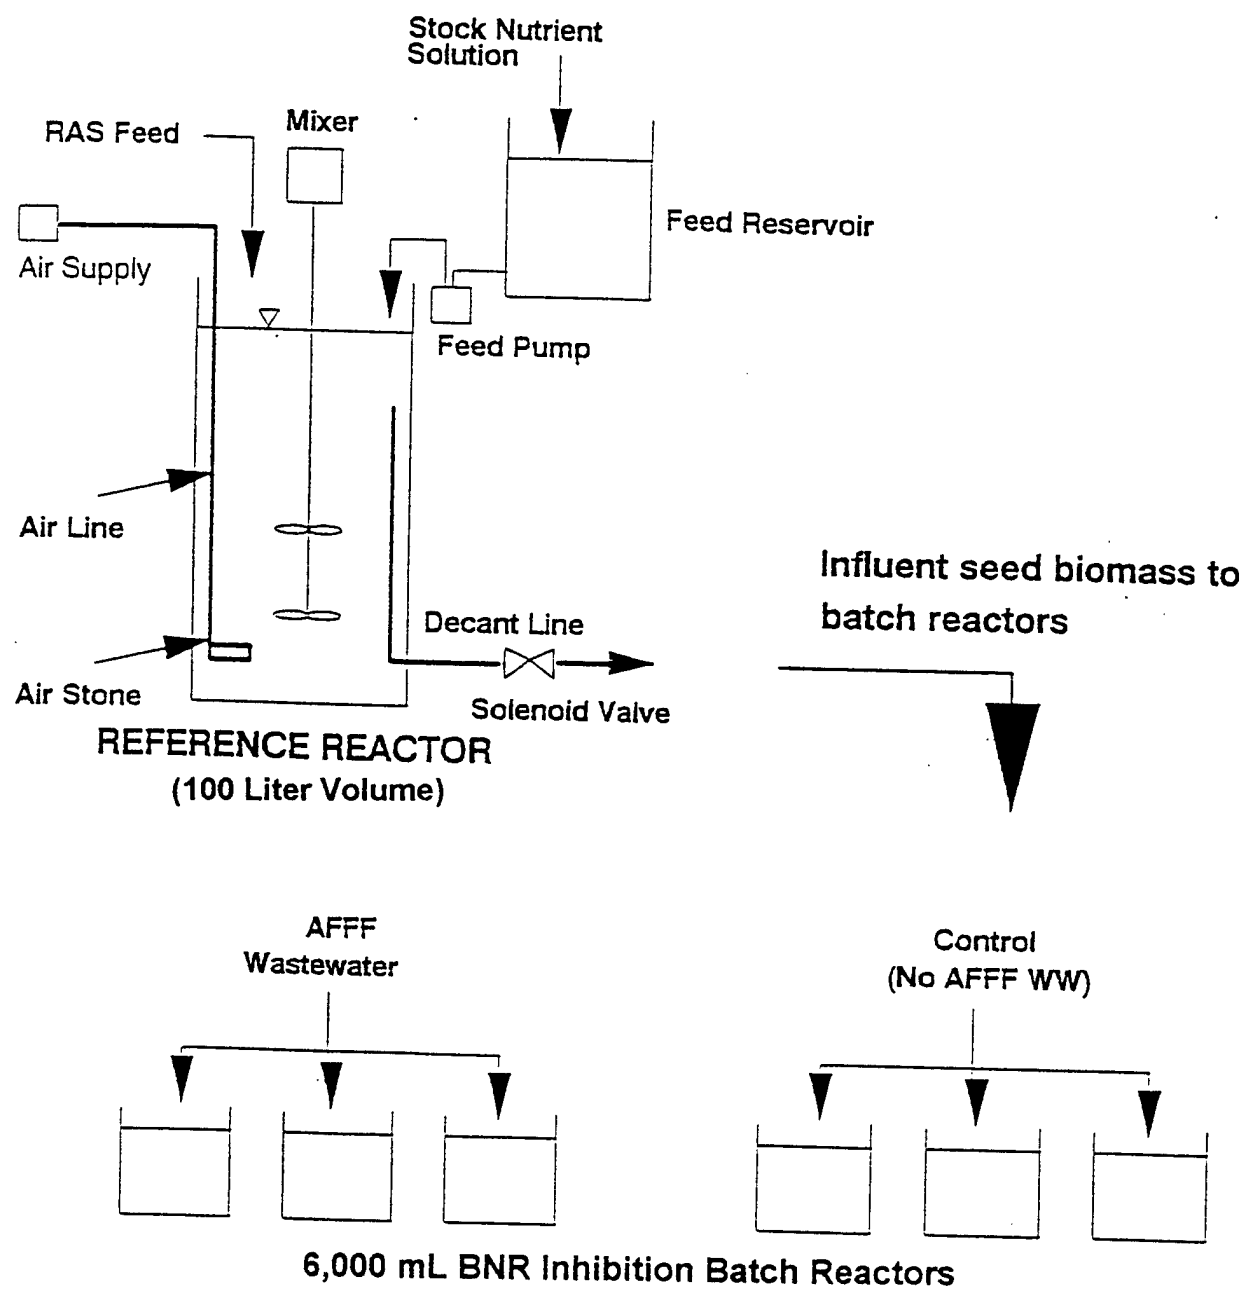 Stock Nutrient
Solution
RAS Feed
Mixer
Feed Reservoir
Air Supply
Feed Pump
Air Line
Influent seed biomass to
batch reactors
Decant Line
Air Stone
Solenoid Valve
REFERENCE REACTOR
(100 Liter Volume)
AFFF
Wastewater
Control
(No AFFF WW)
6,000 mL BNR Inhibition Batch Reactors